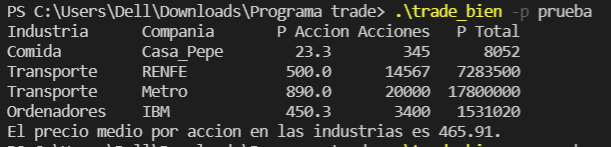 PS C:\Users\Dell\Downloads\Programa trade> .\trade_bien -p prueba
Industria Compania P Accion Acciones P Total
Comida Casa_Pepe 23.3 345 8052
Transporte RENFE 500.0 14567 7283500
Transporte Metro 890.0 20000 17800000
Ordenadores IBM 450.3 3400 1531020
El precio medio por accion en las industrias es 465.91.